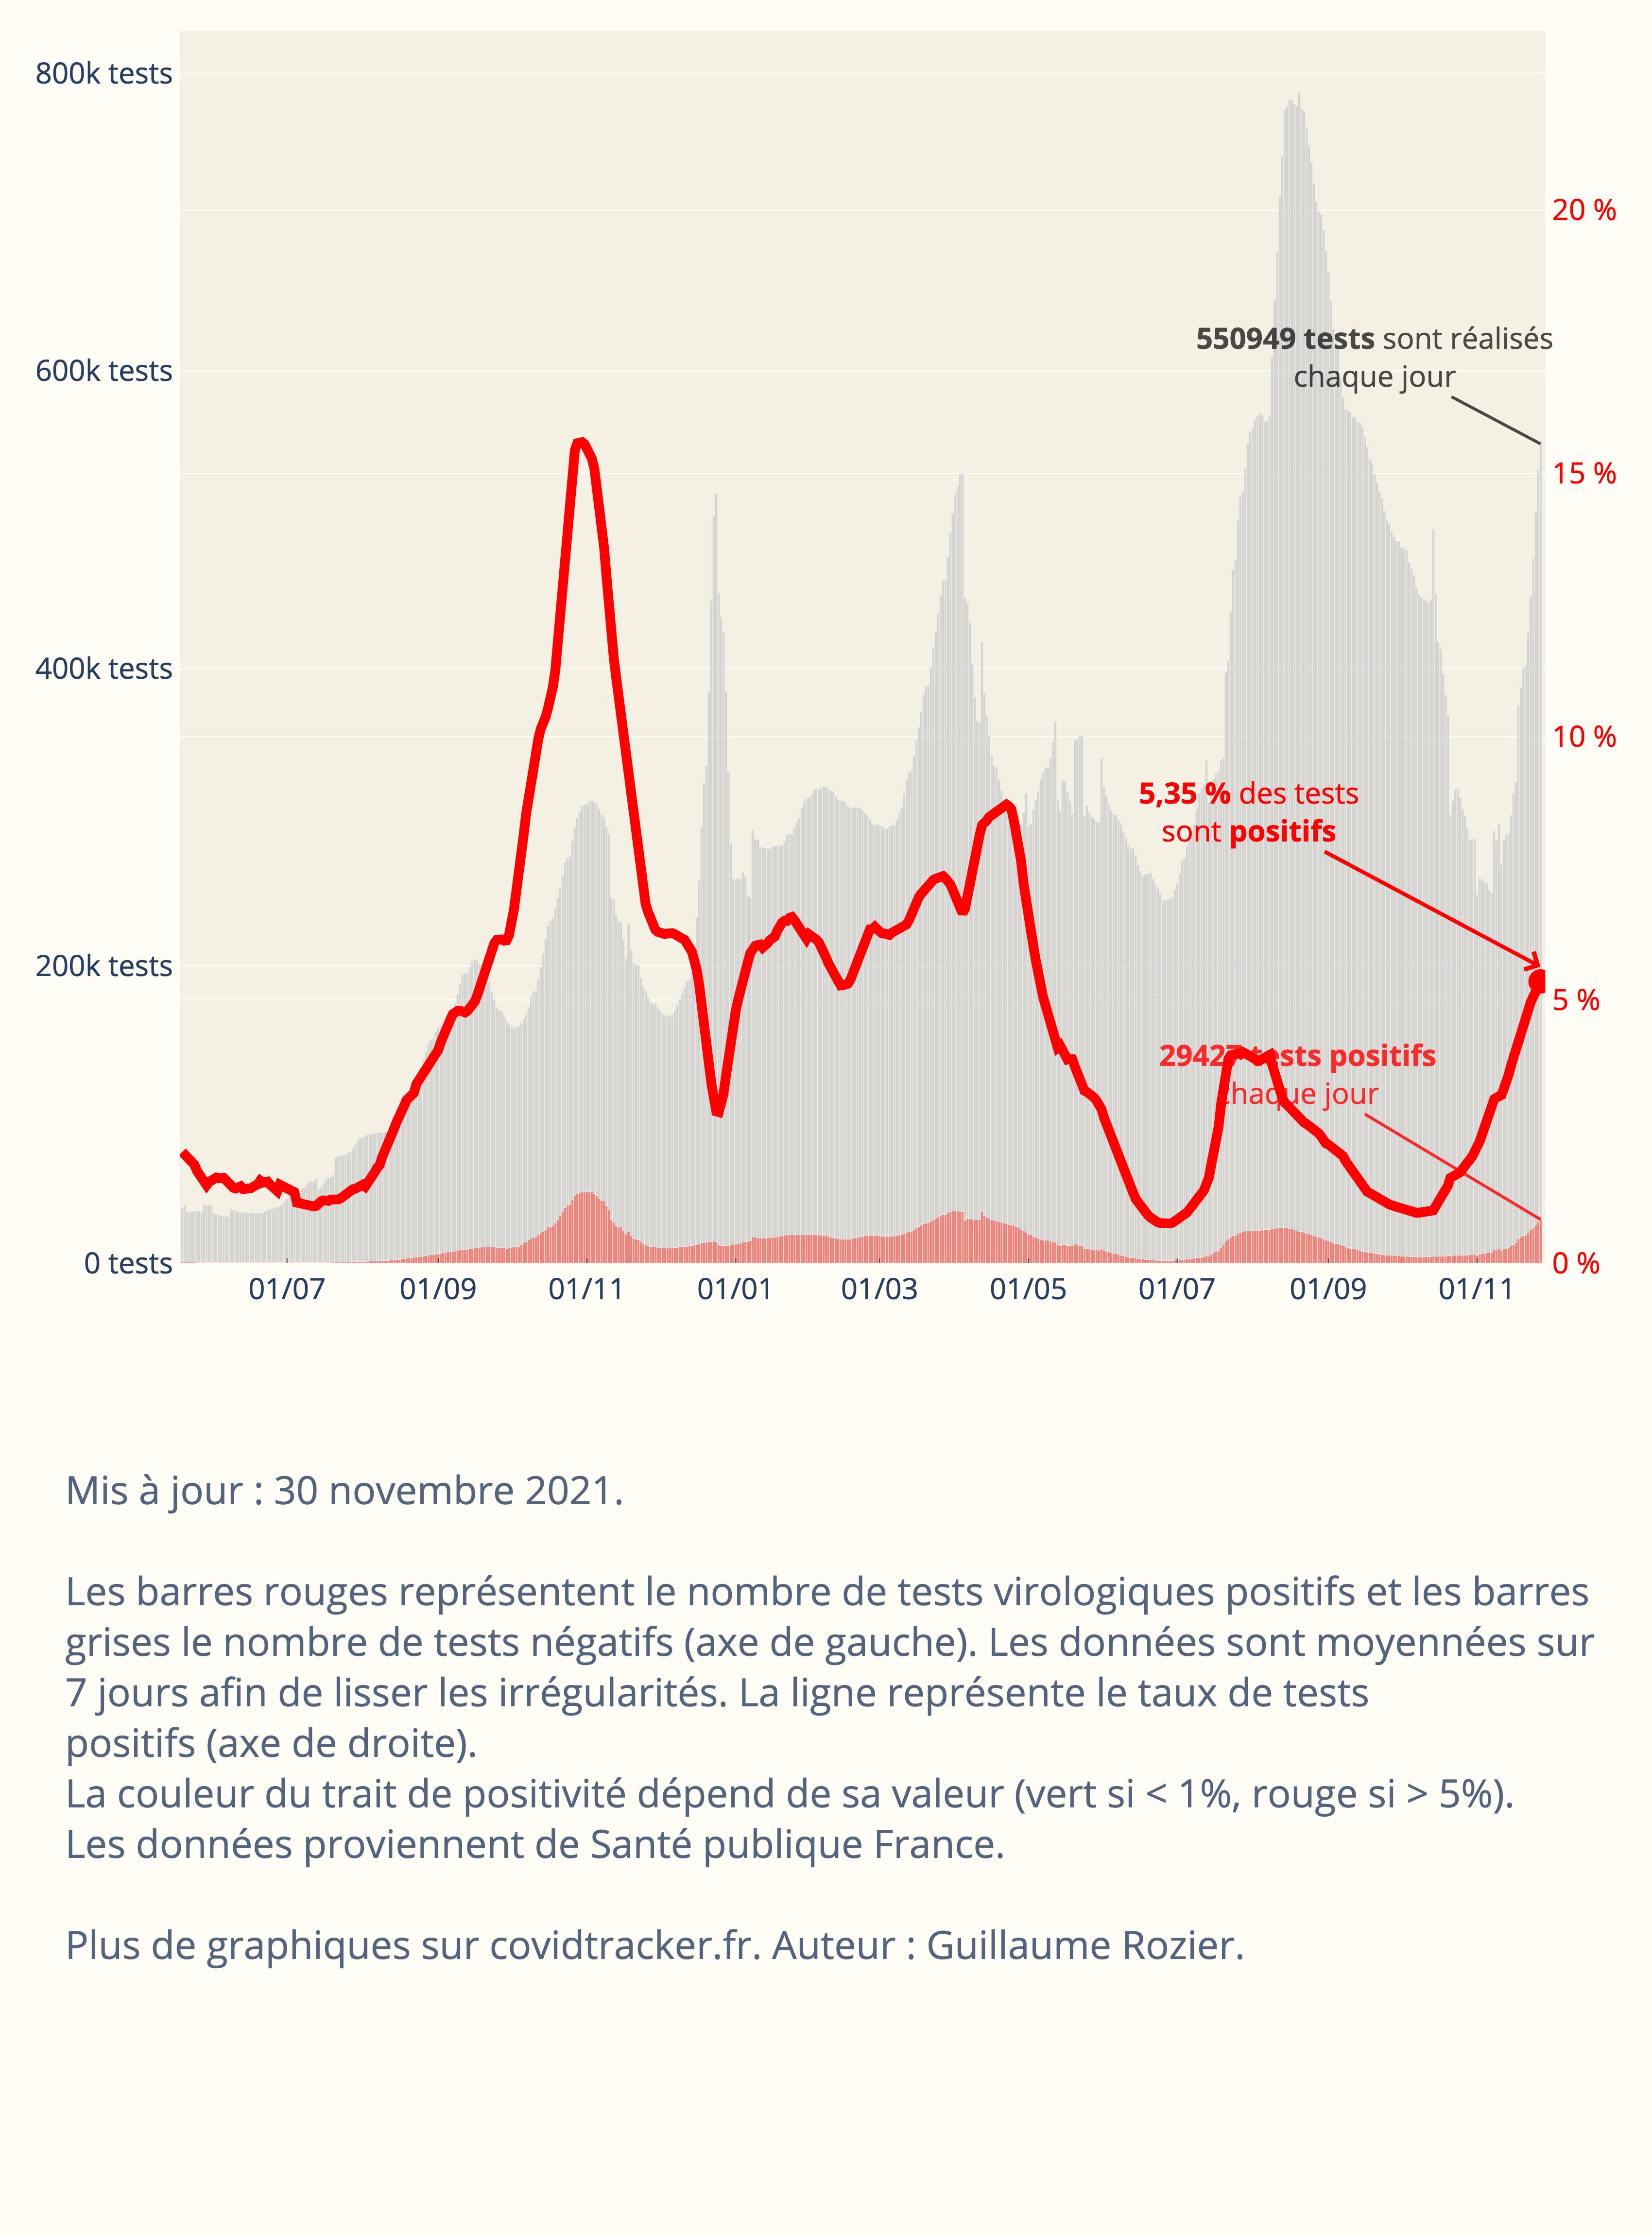 800k tests
20 %
550949 tests sont réalisés
chaque jour
600k tests
15 %
400k tests
10 %
5,35 % des tests
sont positifs
200k tests
5 %
29427 tests positifs
chaque jour
0 tests
0 %
01/07 01/09 01/11 01/01 01/03 01/05 01/07 01/09 01/11
Mis à jour : 30 novembre 2021.
Les barres rouges représentent le nombre de tests virologiques positifs et les barres
grises le nombre de tests négatifs (axe de gauche). Les données sont moyennées sur
7 jours afin de lisser les irrégularités. La ligne représente le taux de tests
positifs (axe de droite).
La couleur du trait de positivité dépend de sa valeur (vert si < 1%, rouge si > 5%).
Les données proviennent de Santé publique France.
Plus de graphiques sur covidtracker.fr. Auteur : Guillaume Rozier.